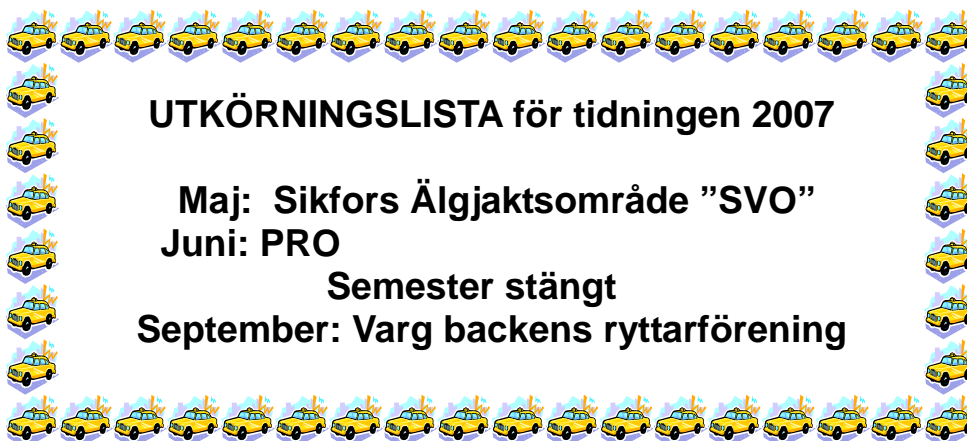 UTKÖRNINGSLISTA för tidningen 2007
Maj: Sikfors Älgjaktsområde ”SVO”
Juni: PRO
Semester stängt
September: Varg backens ryttarförening